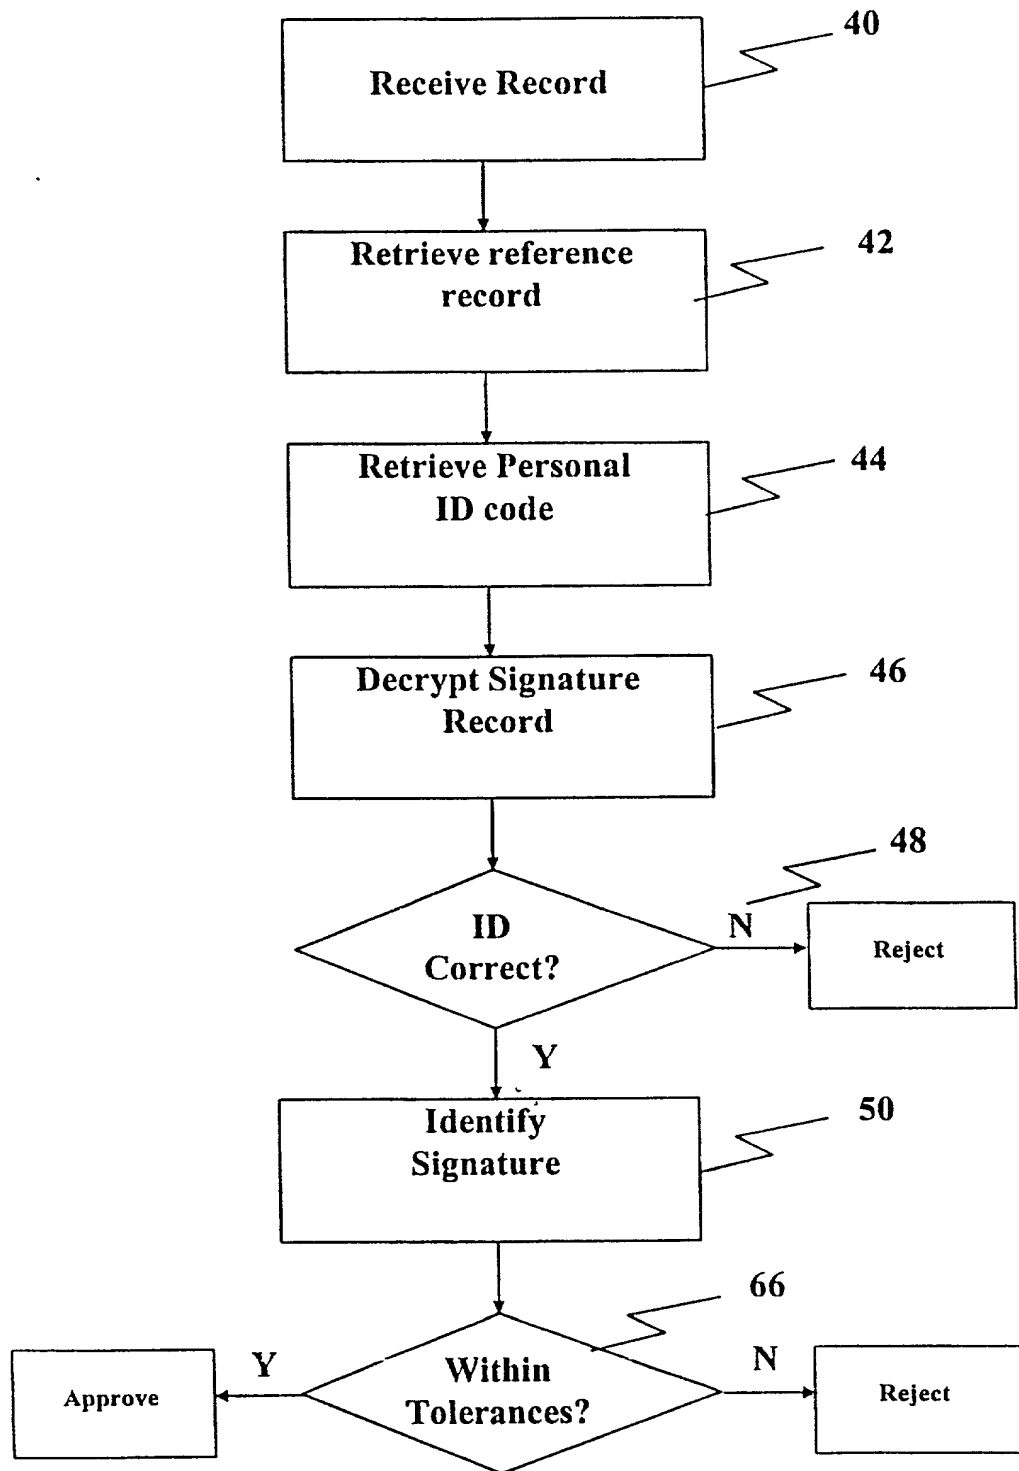 40
Receive Record
42
Retrieve reference
record
44
Retrieve Personal
ID code
46
Decrypt Signature
Record
48
N
ID
Correct?
Reject
Y
50
Identify
Signature
66
Y
Within
Tolerances?
N
Approve
Reject